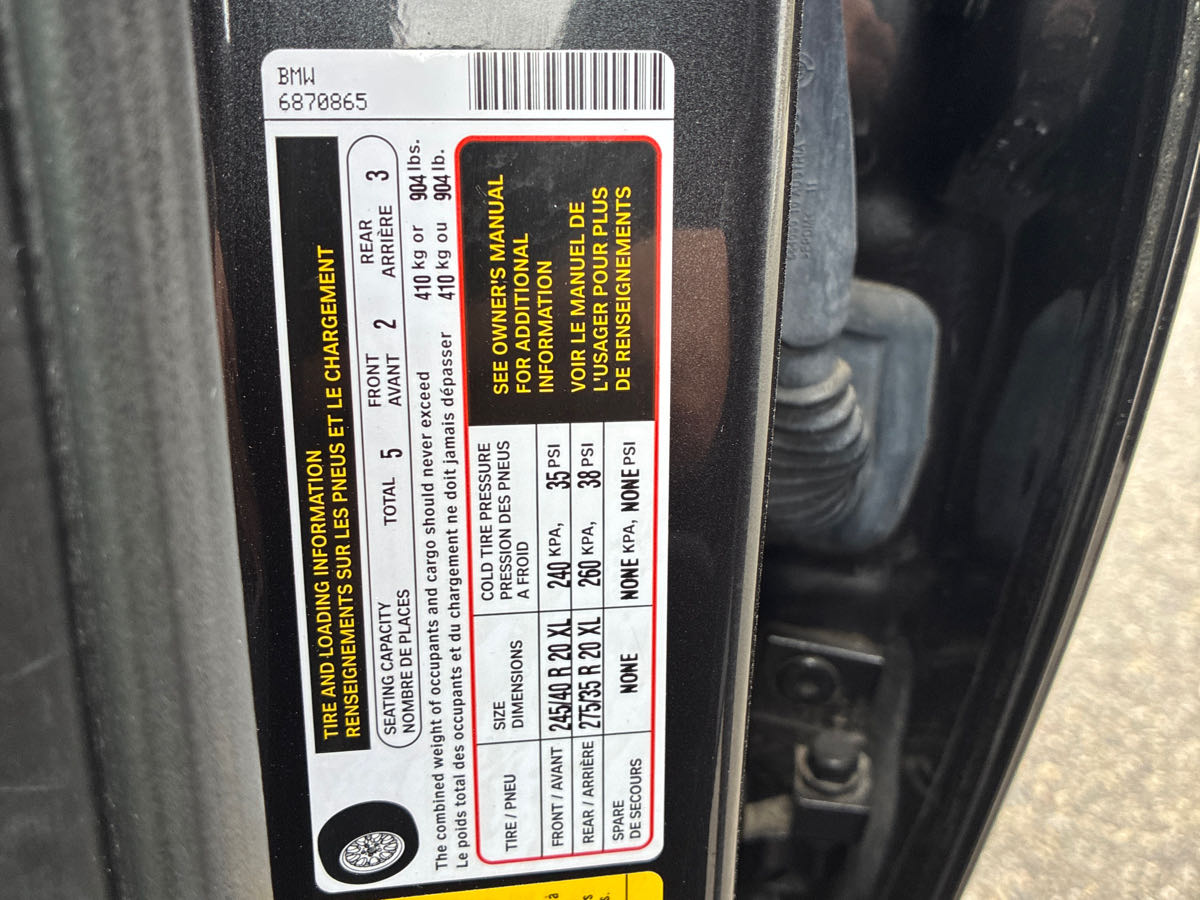 BMW
6870865
TIRE AND LOADING INFORMATION
RENSEIGNEMENTS SUR LES PNEUS ET LE CHARGEMENT
SEATING CAPACITY
NOMBRE DE PLACES
TOTAL 5
FRONT
AVANT 2
REAR
ARRIÈRE 3
The combined weight of occupants and cargo should never exceed 410 kg or 904 lbs.
Le poids total des occupants et du chargement ne doit jamais dépasser 410 kg ou 904 lb.
TIRE / PNEU
SIZE
DIMENSIONS
COLD TIRE PRESSURE
PRESSION DES PNEUS
A FROID
FRONT / AVANT 245/40 R 20 XL 240 KPA, 35 PSI
REAR / ARRIÈRE 275/35 R 20 XL 260 KPA, 38 PSI
SPARE
DE SECOURS
NONE NONE KPA, NONE PSI
SEE OWNER'S MANUAL
FOR ADDITIONAL
INFORMATION
VOIR LE MANUEL DE
L'USAGER POUR PLUS
DE RENSEIGNEMENTS
à